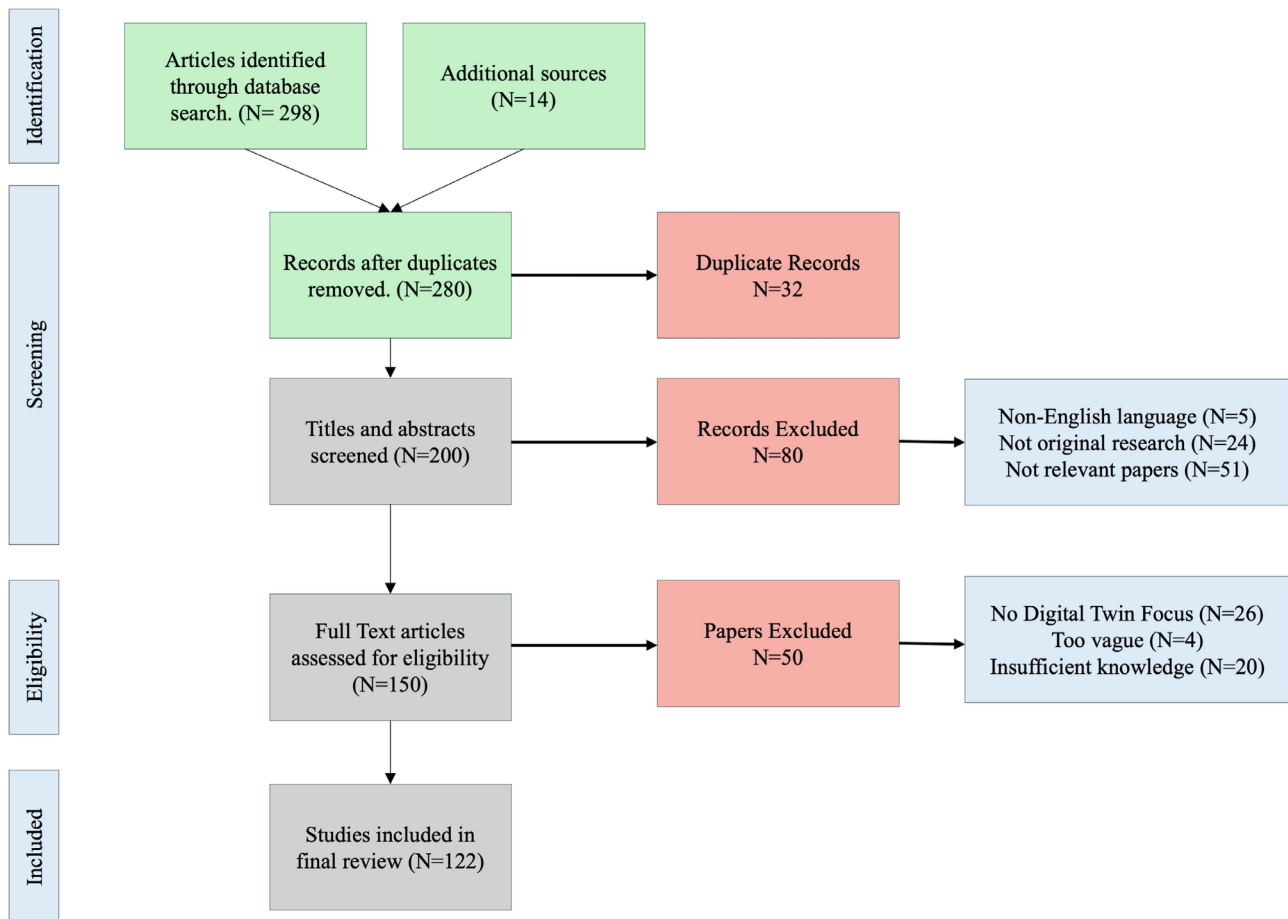 Identification
Articles identified
through database
search. (N= 298)
Additional sources
(N=14)
Screening
Records after duplicates
removed. (N=280)
Duplicate Records
N=32
Titles and abstracts
screened (N=200)
Records Excluded
N=80
Non-English language (N=5)
Not original research (N=24)
Not relevant papers (N=51)
Eligibility
Full Text articles
assessed for eligibility
(N=150)
Papers Excluded
N=50
No Digital Twin Focus (N=26)
Too vague (N=4)
Insufficient knowledge (N=20)
Included
Studies included in
final review (N=122)